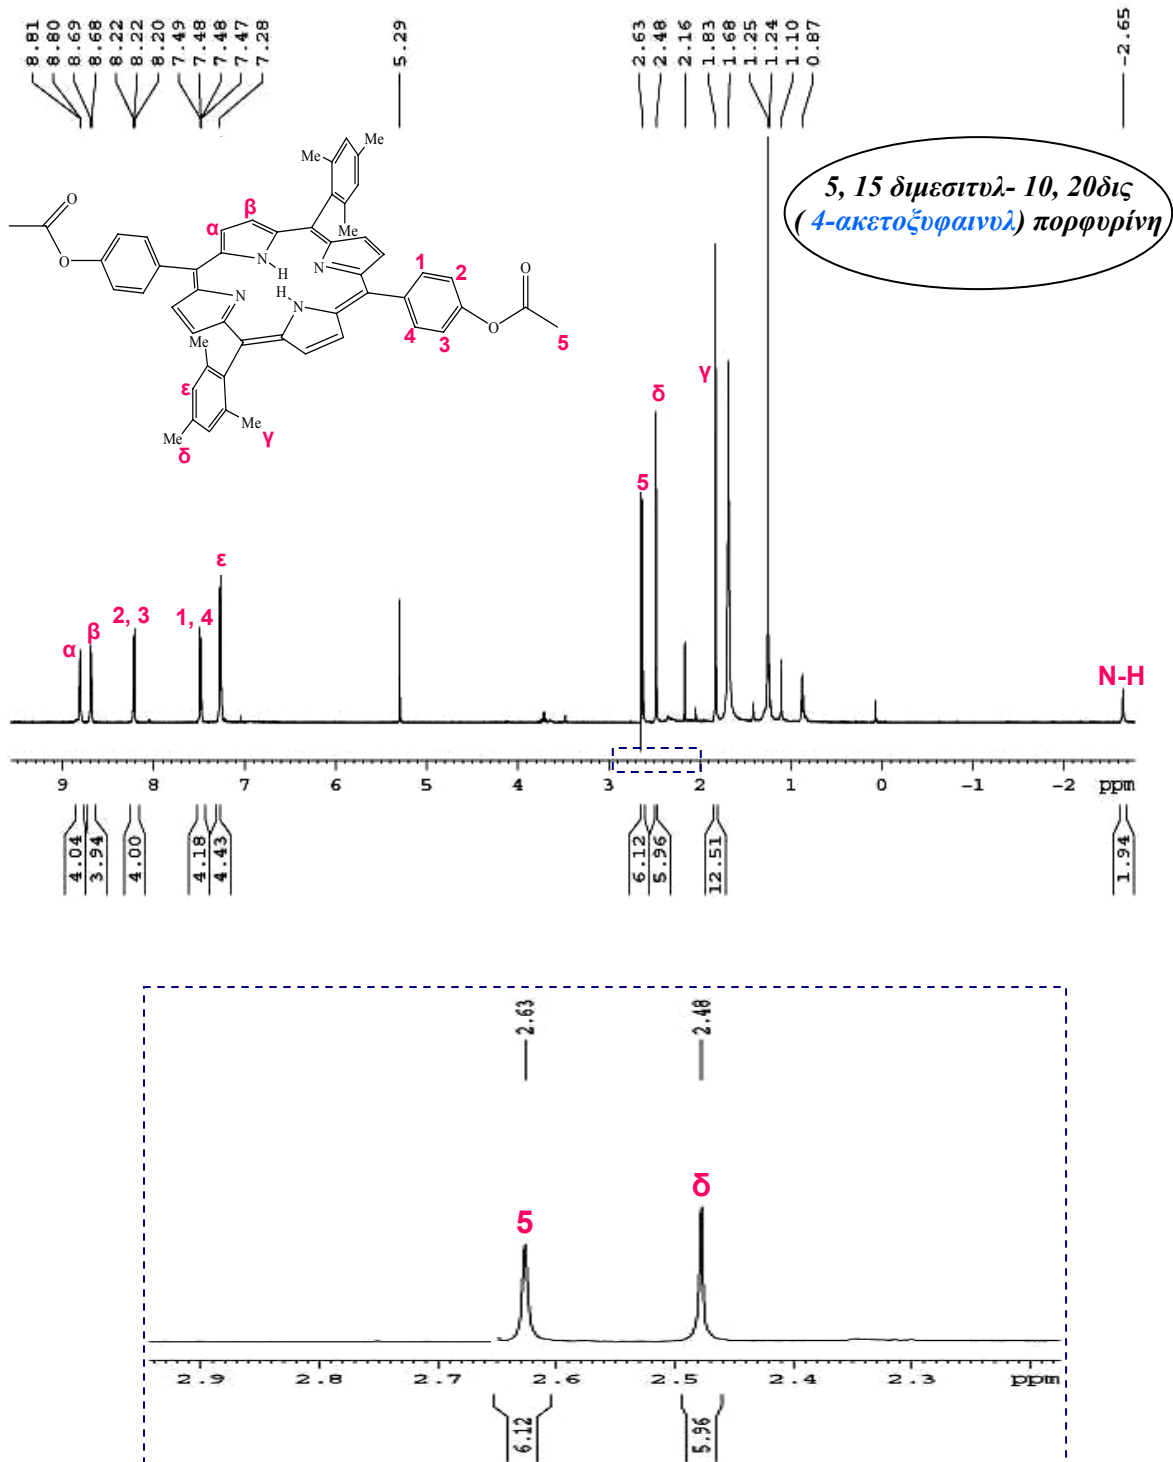 8.81 8.80 8.69 8.68 8.22 8.22 8.20 7.49 7.48 7.48 7.47 7.28 5.29 2.63 2.48 2.16 1.83 1.68 1.25 1.24 1.10 0.87 -2.65
5, 15 διμεσιτυλ- 10, 20δις
( 4-ακετοξυφαινυλ) πορφυρίνη
Me Me
O
β
α
Me
O
N H N
1 2
O
H
N N
4 3
O
5
Me
ε
Me
Me
γ
δ
γ
δ
5
ε
2, 3
1, 4
α
β
N-H
9 8 7 6 5 4 3 2 1 0 -1 -2 ppm
4.04 3.94 4.00 4.18 4.43 6.12 5.96 12.51 1.94
2.63 2.48
δ
5
2.9 2.8 2.7 2.6 2.5 2.4 2.3 ppm
6.12 5.96